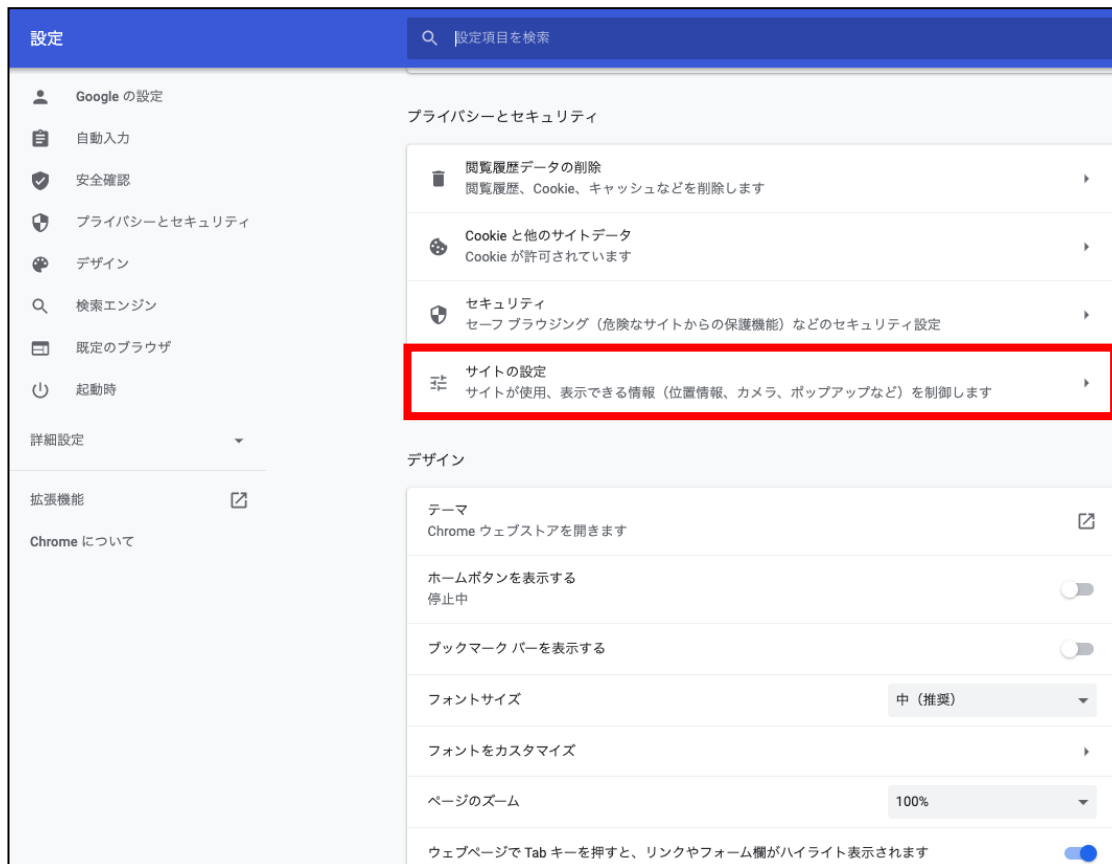 設定
設定項目を検索
Google の設定
自動入力
安全確認
プライバシーとセキュリティ
デザイン
検索エンジン
既定のブラウザ
起動時
詳細設定
拡張機能
Chrome について
プライバシーとセキュリティ
閲覧履歴データの削除
閲覧履歴、Cookie、キャッシュなどを削除します
Cookie と他のサイトデータ
Cookie が許可されています
セキュリティ
セーフ ブラウジング（危険なサイトからの保護機能）などのセキュリティ設定
サイトの設定
サイトが使用、表示できる情報（位置情報、カメラ、ポップアップなど）を制御します
デザイン
テーマ
Chrome ウェブストアを開きます
ホームボタンを表示する
停止中
ブックマーク バーを表示する
フォントサイズ
中（推奨）
フォントをカスタマイズ
ページのズーム
100%
ウェブページで Tab キーを押すと、リンクやフォーム欄がハイライト表示されます